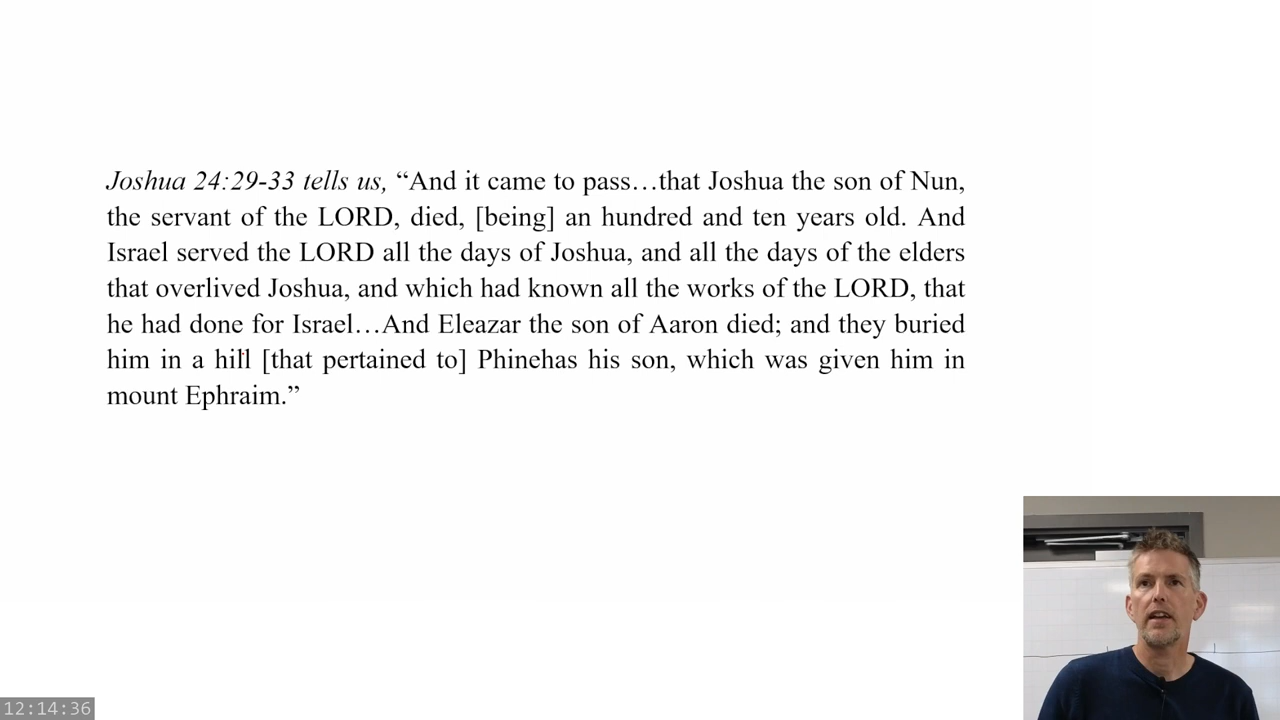 Joshua 24:29-33 tells us, “And it came to pass…that Joshua the son of Nun,
the servant of the LORD, died, [being] an hundred and ten years old. And
Israel served the LORD all the days of Joshua, and all the days of the elders
that overlived Joshua, and which had known all the works of the LORD, that
he had done for Israel…And Eleazar the son of Aaron died; and they buried
him in a hill [that pertained to] Phinehas his son, which was given him in
mount Ephraim.”
12:14:36